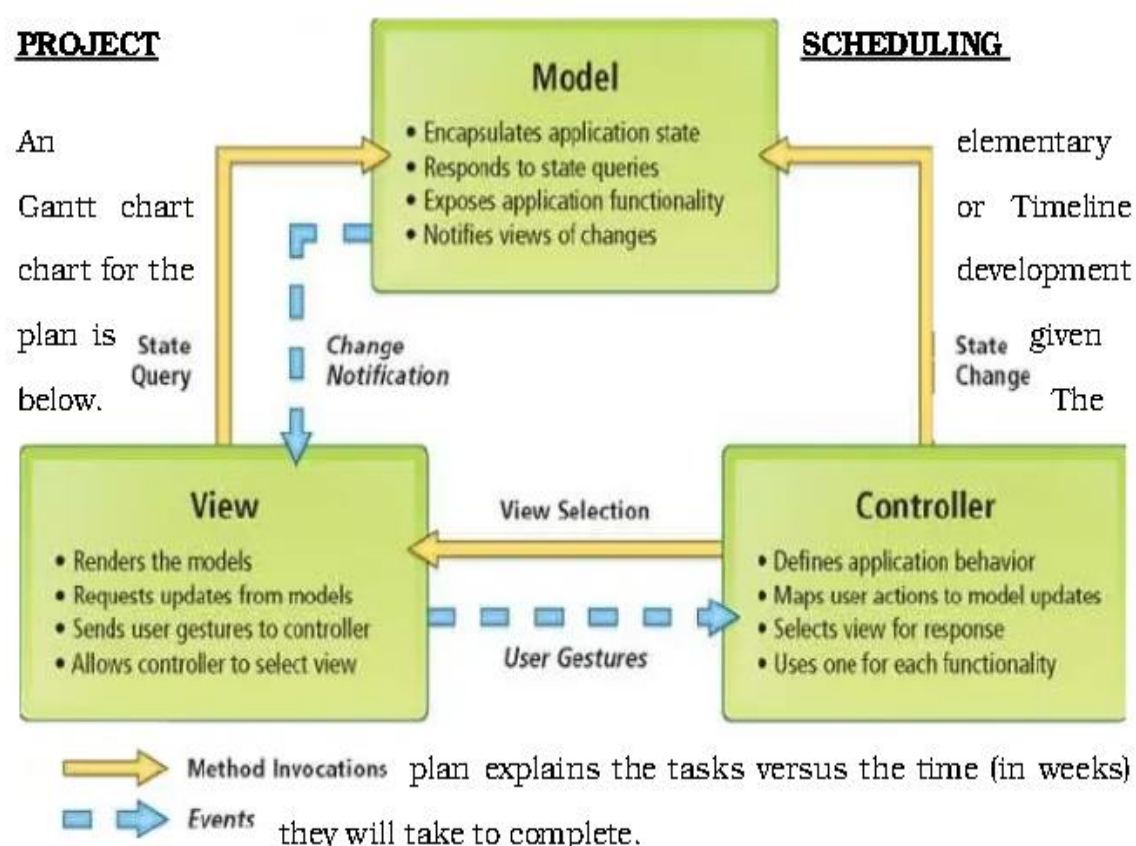 PROJECT SCHEDULING
Model
• Encapsulates application state
• Responds to state queries
• Exposes application functionality
• Notifies views of changes
An elementary
Gantt chart or Timeline
chart for the development
plan is given
below. The
State
Query
Change
Notification
State
Change
View
• Renders the models
• Requests updates from models
• Sends user gestures to controller
• Allows controller to select view
View Selection
User Gestures
Controller
• Defines application behavior
• Maps user actions to model updates
• Selects view for response
• Uses one for each functionality
Method Invocations
Events
plan explains the tasks versus the time (in weeks)
they will take to complete.